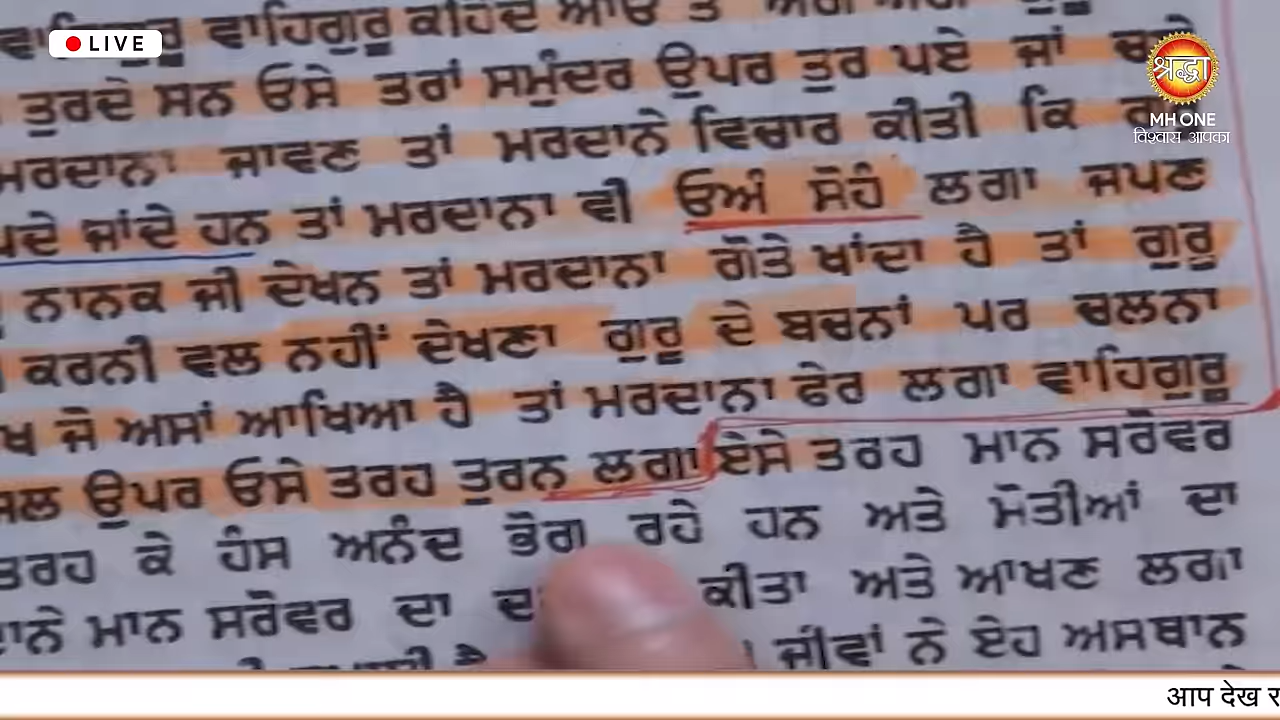 ਵਾਹਿਗੁਰੂ ਕਹਿੰਦੇ
LIVE
ਤੁਰਦੇ ਸਨ ਓਸੇ ਤਰਾਂ ਸਮੁੰਦਰ ਉਪਰ ਤੁਰ ਪਏ ਜਾਂ
ਮਰਦਾਨਾ ਜਾਵਣ ਤਾਂ ਮਰਦਾਨੇ ਵਿਚਾਰ ਕੀਤੀ ਕਿ
ਜਾਂਦੇ ਹਨ ਤਾਂ ਮਰਦਾਨਾ ਵੀ ਓਅੰ ਸੋਹੰ ਲਗਾ ਜਪਣ
ਨਾਨਕ ਜੀ ਦੇਖਨ ਤਾਂ ਮਰਦਾਨਾ ਗੋਤੇ ਖਾਂਦਾ ਹੈ ਤਾਂ ਗੁਰੂ
ਕਰਨੀ ਵਲ ਨਹੀਂ ਦੇਖਣਾ ਗੁਰੂ ਦੇ ਬਚਨਾਂ ਪਰ ਚਲਨਾ
ਜੋ ਅਸਾਂ ਆਖਿਆ ਹੈ ਤਾਂ ਮਰਦਾਨਾ ਫੇਰ ਲਗਾ ਵਾਹਿਗੁਰੂ
ਜਲ ਉਪਰ ਓਸੇ ਤਰਹ ਤੁਰਨ ਲਗਾ ਏਸੇ ਤਰਹ ਮਾਨ ਸਰੋਵਰ
ਤਰਹ ਕੇ ਹੰਸ ਅਨੰਦ ਭੋਗ ਰਹੇ ਹਨ ਅਤੇ ਮੋਤੀਆਂ ਦਾ
ਮਾਨ ਸਰੋਵਰ ਦਾ ਕੀਤਾ ਅਤੇ ਆਖਣ ਲਗਾ
ਜੀਵਾਂ ਨੇ ਏਹ ਅਸਥਾਨ
श्रद्धा
MH ONE
विश्वास आपका
आप देख